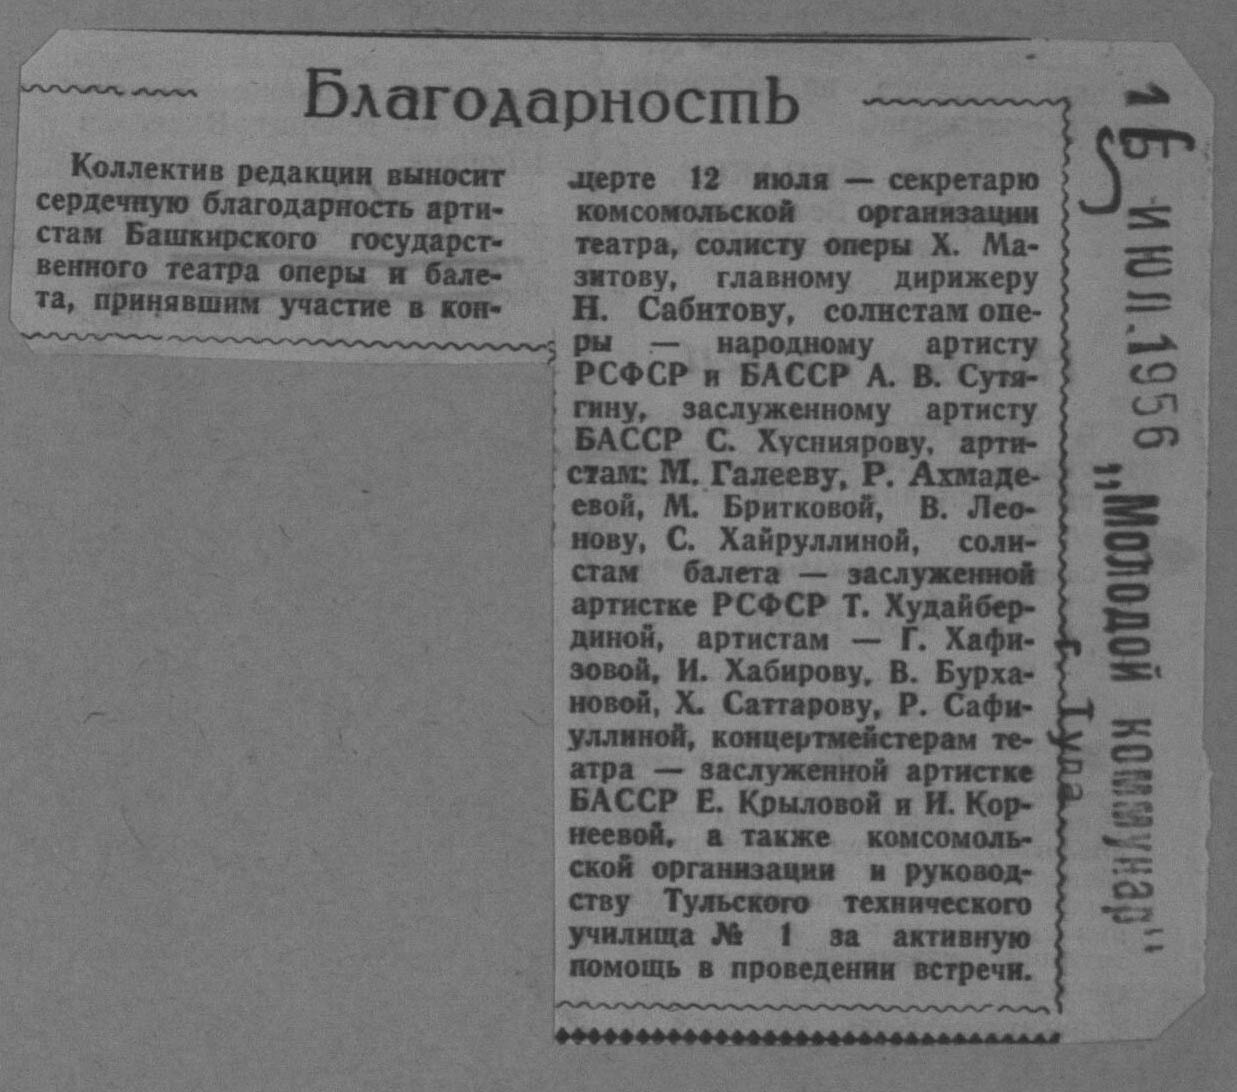 Благодарность
Коллектив редакции выносит
сердечную благодарность арти-
стам Башкирского государст-
венного театра оперы и бале-
та, принявшим участие в кон-
церте 12 июля — секретарю
комсомольской организации
театра, солисту оперы Х. Ма-
зитову, главному дирижеру
Н. Сабитову, солистам опе-
ры — народному артисту
РСФСР и БАССР А. В. Сутя-
гину, заслуженному артисту
БАССР С. Хусниярову, арти-
стам: М. Галееву, Р. Ахмаде-
евой, М. Бритковой, В. Лео-
нову, С. Хайруллиной, соли-
стам балета — заслуженной
артистке РСФСР Т. Худайбер-
диной, артистам — Г. Хафи-
зовой, И. Хабирову, В. Бурха-
новой, Х. Саттарову, Р. Сафи-
уллиной, концертмейстерам те-
атра — заслуженной артистке
БАССР Е. Крыловой и И. Кор-
неевой, а также комсомоль-
ской организации и руковод-
ству Тульского технического
училища № 1 за активную
помощь в проведении встречи.
ИЮЛ.1956
„Молодой коммунар“
г. Тула